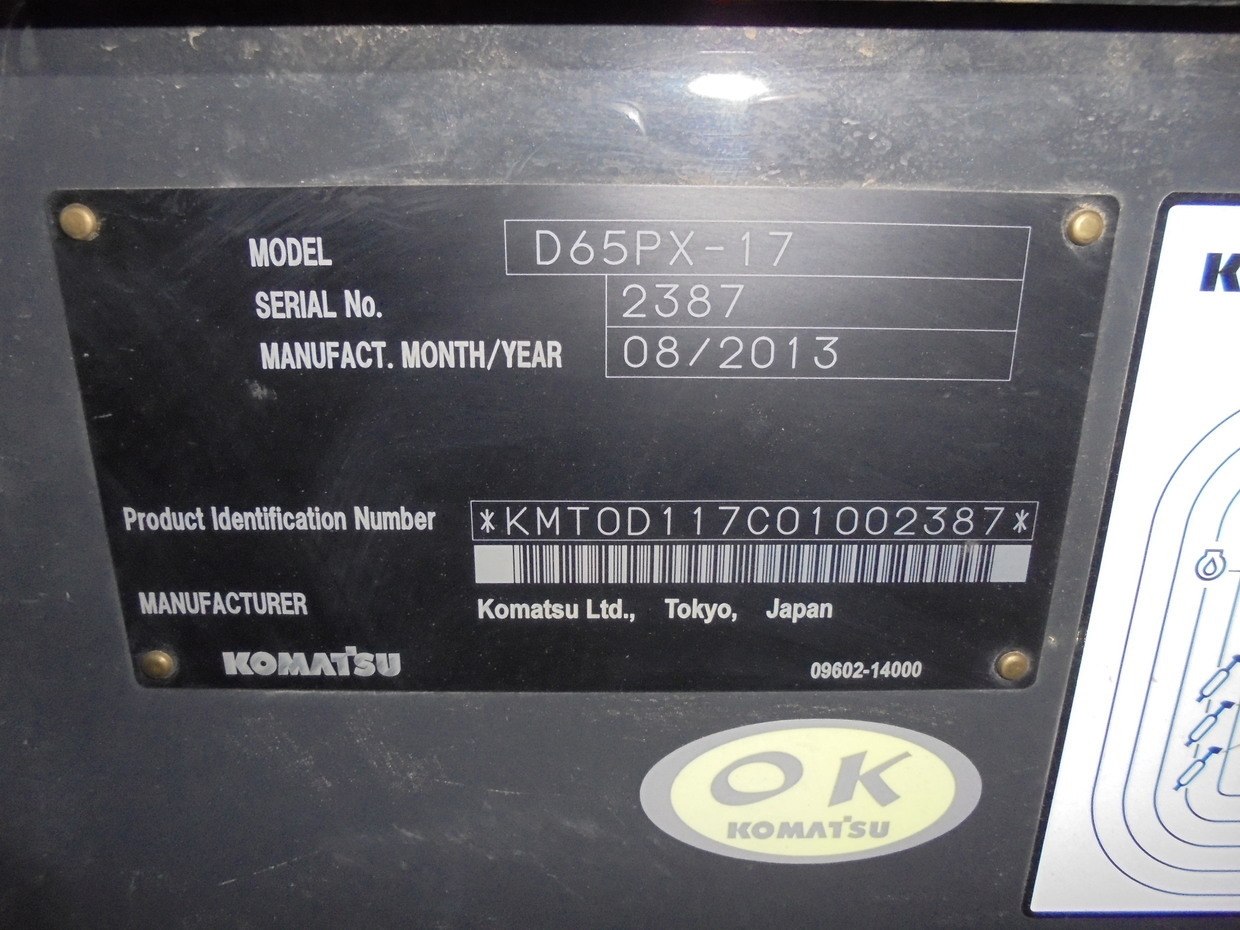 MODEL D65PX-17
SERIAL No. 2387
MANUFACT. MONTH/YEAR 08/2013
Product Identification Number *KMT0D117C01002387*
MANUFACTURER Komatsu Ltd., Tokyo, Japan
KOMATSU 09602-14000
OK
KOMATSU
K